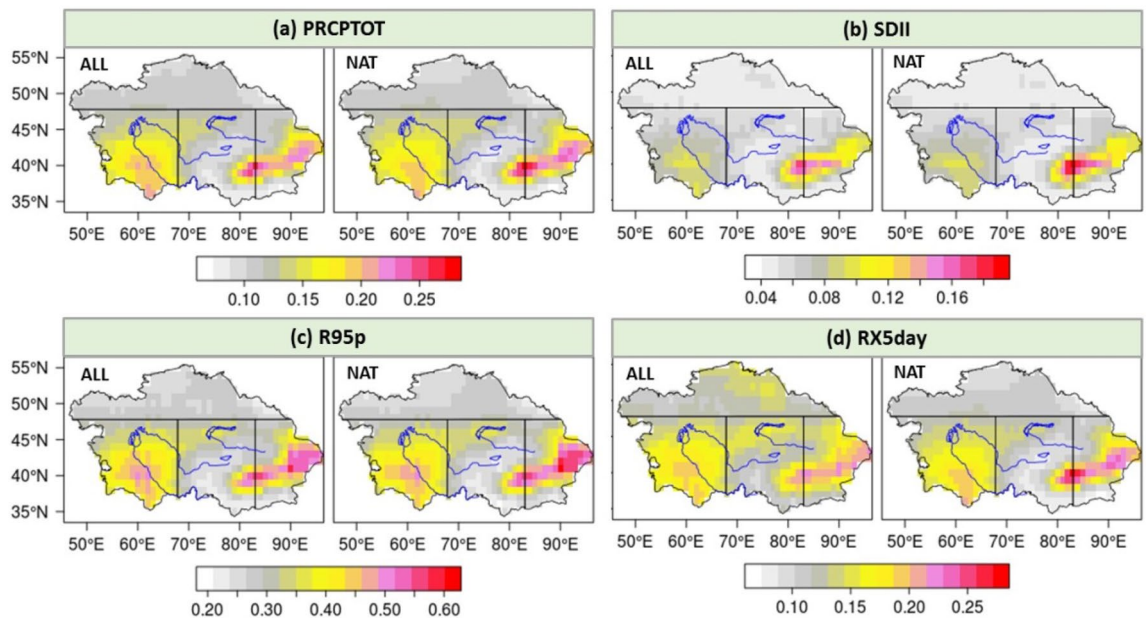 (a) PRCPTOT
(b) SDII
55°N
50°N
45°N
40°N
35°N
ALL
NAT
ALL
NAT
50°E 60°E 70°E 80°E 90°E
50°E 60°E 70°E 80°E 90°E
50°E 60°E 70°E 80°E 90°E
50°E 60°E 70°E 80°E 90°E
0.10 0.15 0.20 0.25
0.04 0.08 0.12 0.16
(c) R95p
(d) RX5day
55°N
50°N
45°N
40°N
35°N
ALL
NAT
ALL
NAT
50°E 60°E 70°E 80°E 90°E
50°E 60°E 70°E 80°E 90°E
50°E 60°E 70°E 80°E 90°E
50°E 60°E 70°E 80°E 90°E
0.20 0.30 0.40 0.50 0.60
0.10 0.15 0.20 0.25